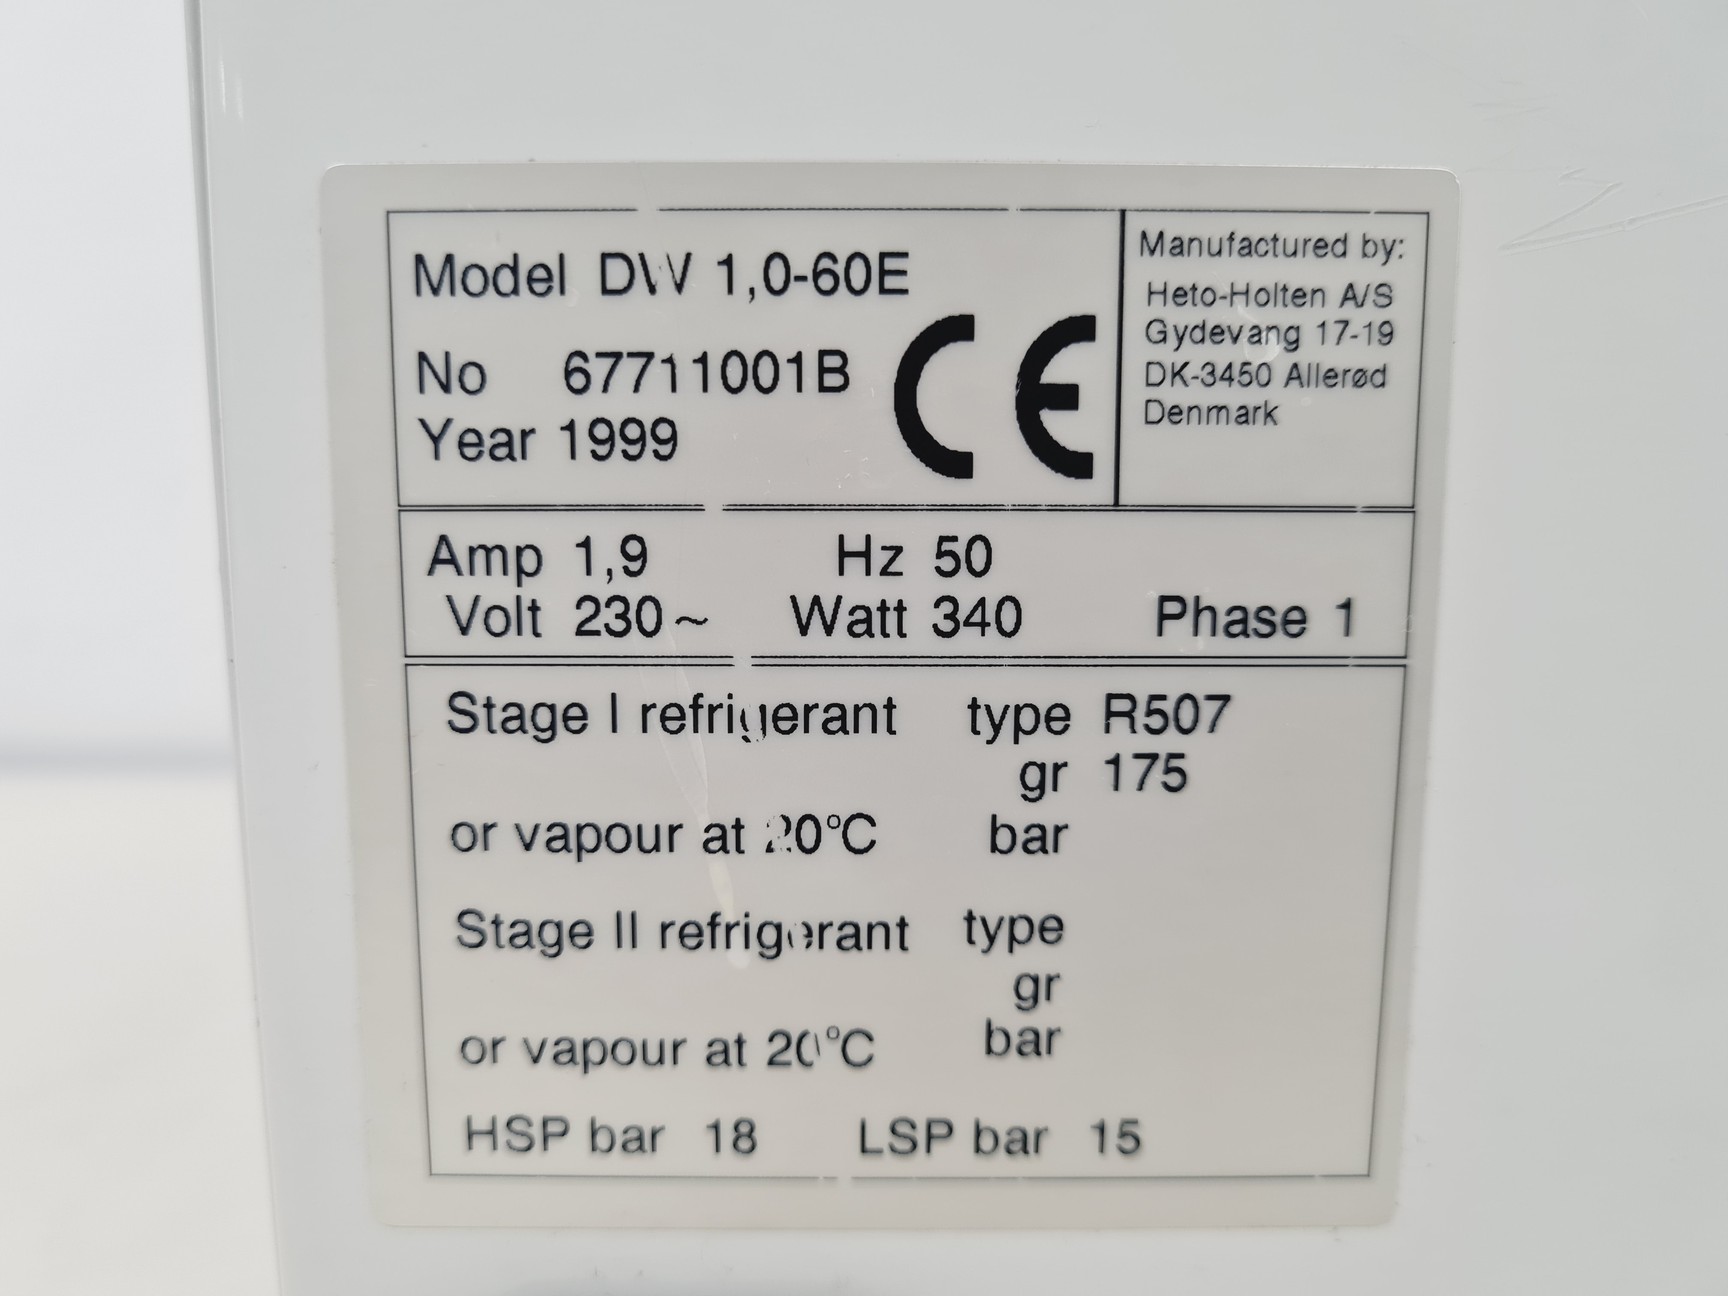 Model DW 1,0-60E
No 67711001B
Year 1999
CE
Manufactured by:
Heto-Holten A/S
Gydevang 17-19
DK-3450 Allerød
Denmark
Amp 1,9 Hz 50
Volt 230~ Watt 340 Phase 1
Stage I refrigerant type R507
gr 175
or vapour at 20°C bar
Stage II refrigerant type
gr
or vapour at 20°C bar
HSP bar 18 LSP bar 15